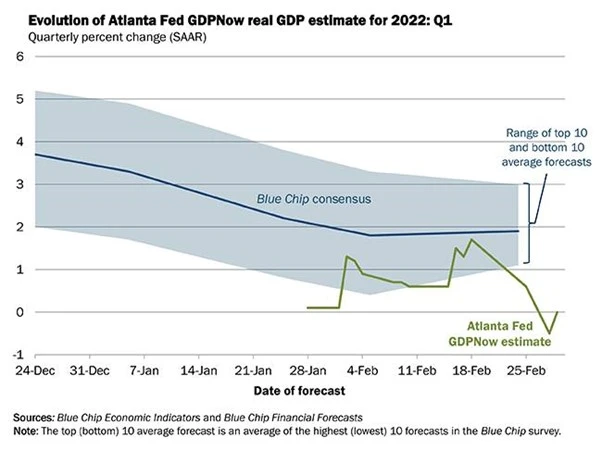 Evolution of Atlanta Fed GDPNow real GDP estimate for 2022: Q1
Quarterly percent change (SAAR)
6
5
4
3
2
1
0
-1
Range of top 10
and bottom 10
average forecasts
Blue Chip consensus
Atlanta Fed
GDPNow estimate
24-Dec 31-Dec 7-Jan 14-Jan 21-Jan 28-Jan 4-Feb 11-Feb 18-Feb 25-Feb
Date of forecast
Sources: Blue Chip Economic Indicators and Blue Chip Financial Forecasts
Note: The top (bottom) 10 average forecast is an average of the highest (lowest) 10 forecasts in the Blue Chip survey.